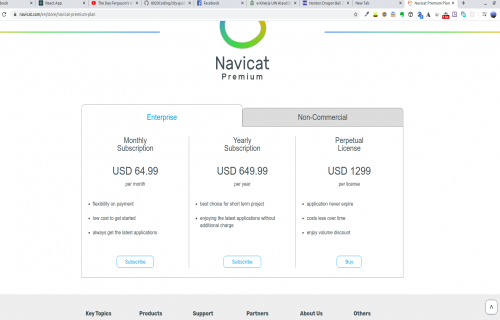 React App
The Ben Ferguson's
Facebook
New Tab
Navicat Premium Plan
navicat.com/en/store/navicat-premium-plan
Navicat
Premium
Enterprise
Non-Commercial
Monthly
Subscription
USD 64.99
per month
flexibility on payment
low cost to get started
always get the latest applications
Subscribe
Yearly
Subscription
USD 649.99
per year
best choice for short term project
enjoying the latest applications without
additional charge
Subscribe
Perpetual
License
USD 1299
per license
application never expire
costs less over time
enjoy volume discount
Buy
Key Topics
Products
Support
Partners
About Us
Others